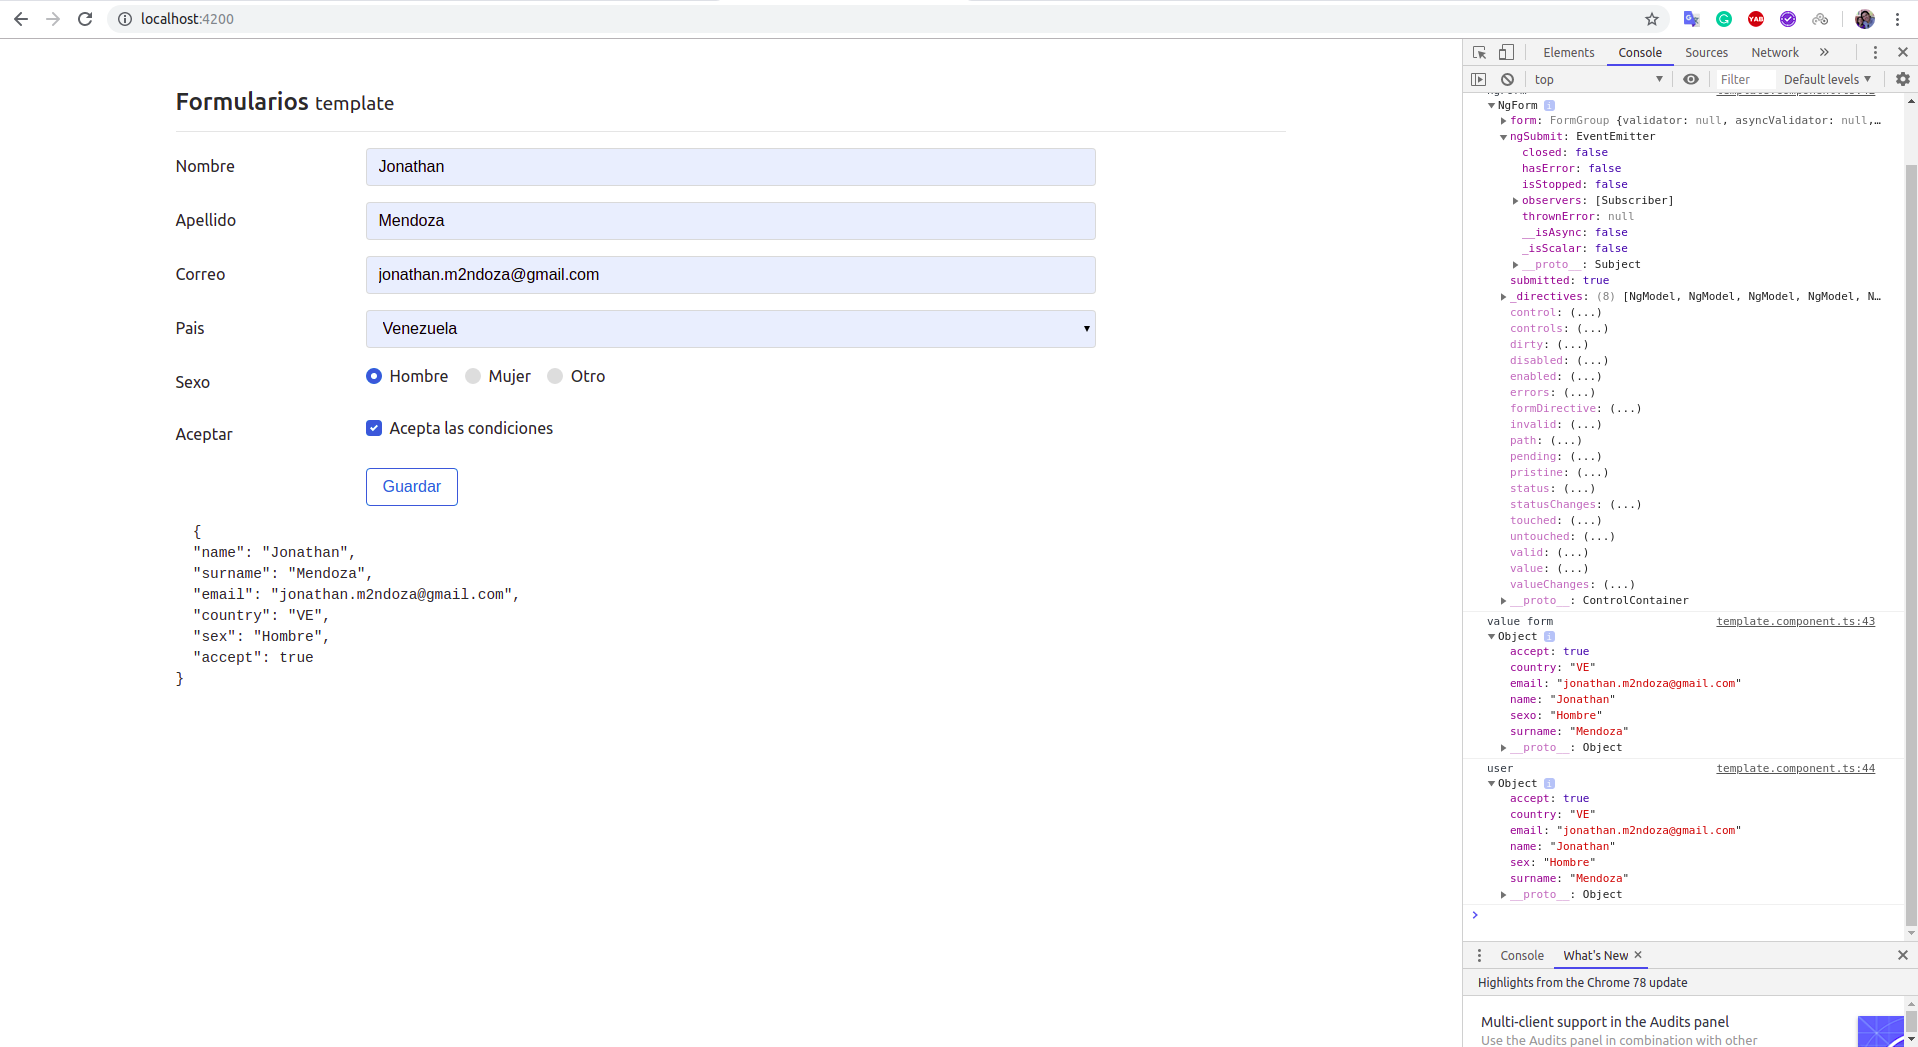 localhost:4200
Formularios template
Nombre
Jonathan
Apellido
Mendoza
Correo
jonathan.m2ndoza@gmail.com
Pais
Venezuela
Sexo
Hombre Mujer Otro
Aceptar
Acepta las condiciones
Guardar
{
"name": "Jonathan",
"surname": "Mendoza",
"email": "jonathan.m2ndoza@gmail.com",
"country": "VE",
"sex": "Hombre",
"accept": true
}
Elements Console Sources Network »
top Filter Default levels
NgForm
form: FormGroup {validator: null, asyncValidator: null,…
ngSubmit: EventEmitter
closed: false
hasError: false
isStopped: false
observers: [Subscriber]
thrownError: null
__isAsync: false
_isScalar: false
__proto__: Subject
submitted: true
_directives: (8) [NgModel, NgModel, NgModel, NgModel, N…
control: (...)
controls: (...)
dirty: (...)
disabled: (...)
enabled: (...)
errors: (...)
formDirective: (...)
invalid: (...)
path: (...)
pending: (...)
pristine: (...)
status: (...)
statusChanges: (...)
touched: (...)
untouched: (...)
valid: (...)
value: (...)
valueChanges: (...)
__proto__: ControlContainer
value form template.component.ts:43
Object
accept: true
country: "VE"
email: "jonathan.m2ndoza@gmail.com"
name: "Jonathan"
sexo: "Hombre"
surname: "Mendoza"
__proto__: Object
user template.component.ts:44
Object
accept: true
country: "VE"
email: "jonathan.m2ndoza@gmail.com"
name: "Jonathan"
sex: "Hombre"
surname: "Mendoza"
__proto__: Object
Console What's New
Highlights from the Chrome 78 update
Multi-client support in the Audits panel
Use the Audits panel in combination with other